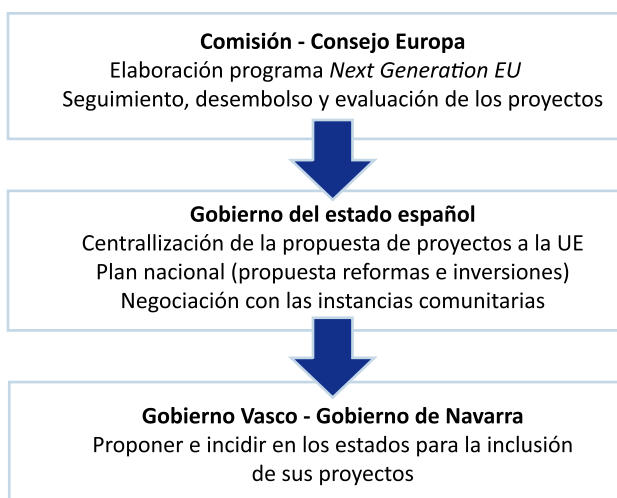 Comisión - Consejo Europa
Elaboración programa Next Generation EU
Seguimiento, desembolso y evaluación de los proyectos
Gobierno del estado español
Centrallización de la propuesta de proyectos a la UE
Plan nacional (propuesta reformas e inversiones)
Negociación con las instancias comunitarias
Gobierno Vasco - Gobierno de Navarra
Proponer e incidir en los estados para la inclusión
de sus proyectos